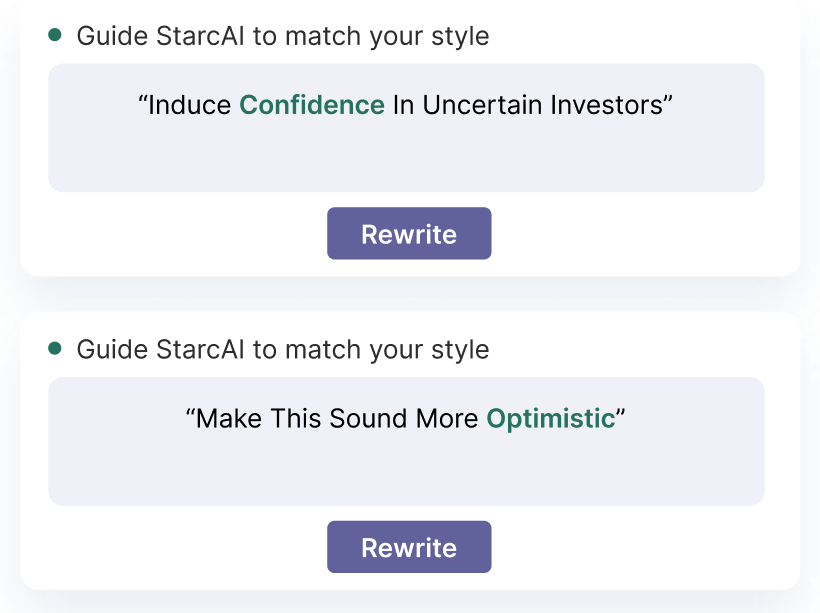 Guide StarcAI to match your style
“Induce Confidence In Uncertain Investors”
Rewrite
Guide StarcAI to match your style
“Make This Sound More Optimistic”
Rewrite